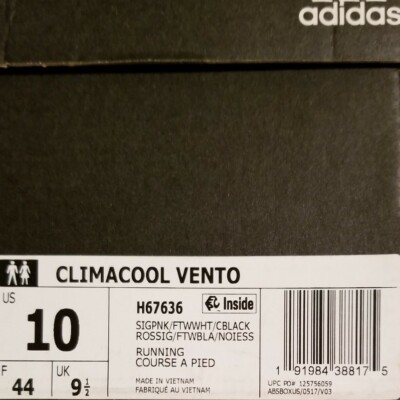 adidas
CLIMACOOL VENTO
US
10
F
44
UK
9 1/2
H67636
Inside
SIGPNK/FTWWHT/CBLACK
ROSSIG/FTWBLA/NOIESS
RUNNING
COURSE A PIED
MADE IN VIETNAM
FABRIQUÉ AU VIETNAM
1 91984 38817 5
UPC PO# 125756059
ABSBOXUS/0517/V03